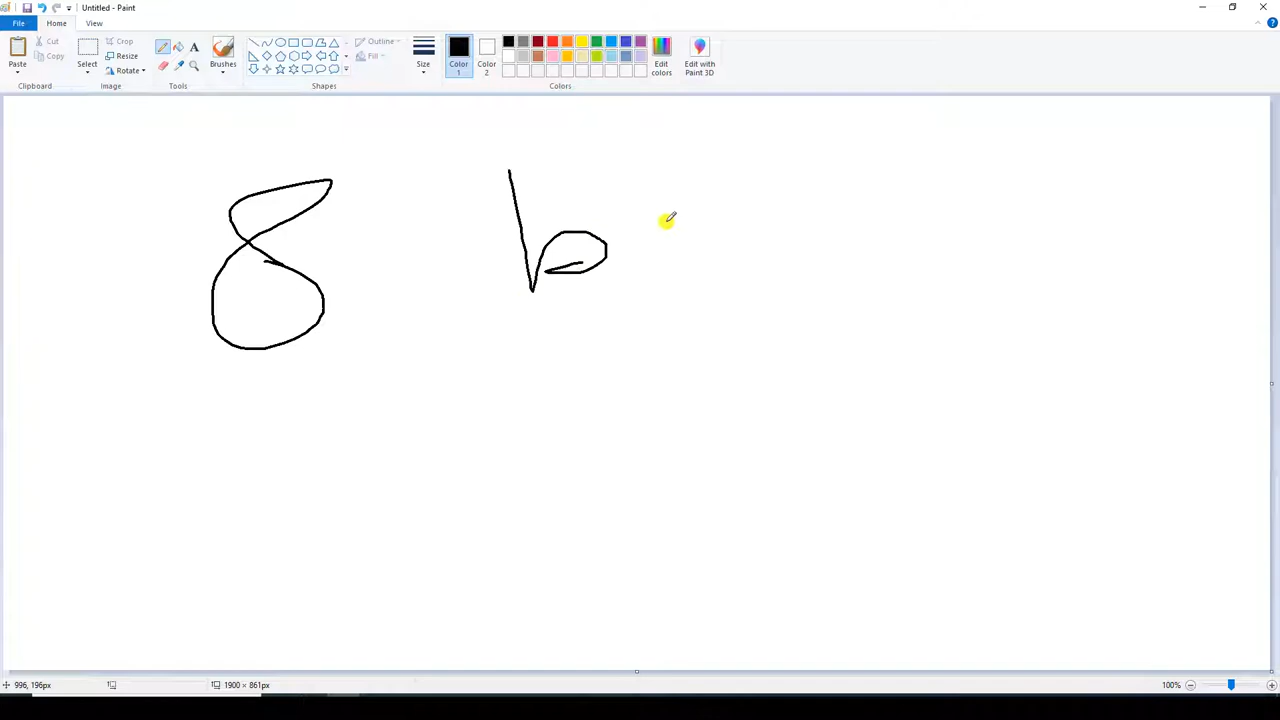 Untitled - Paint
File Home View
Paste
Cut
Copy
Clipboard
Select
Crop
Resize
Rotate
Image
Tools
Brushes
Shapes
Outline
Fill
Size
Color 1
Color 2
Edit colors
Edit with Paint 3D
Colors
8 b
996, 196px
1900 × 861px
100%